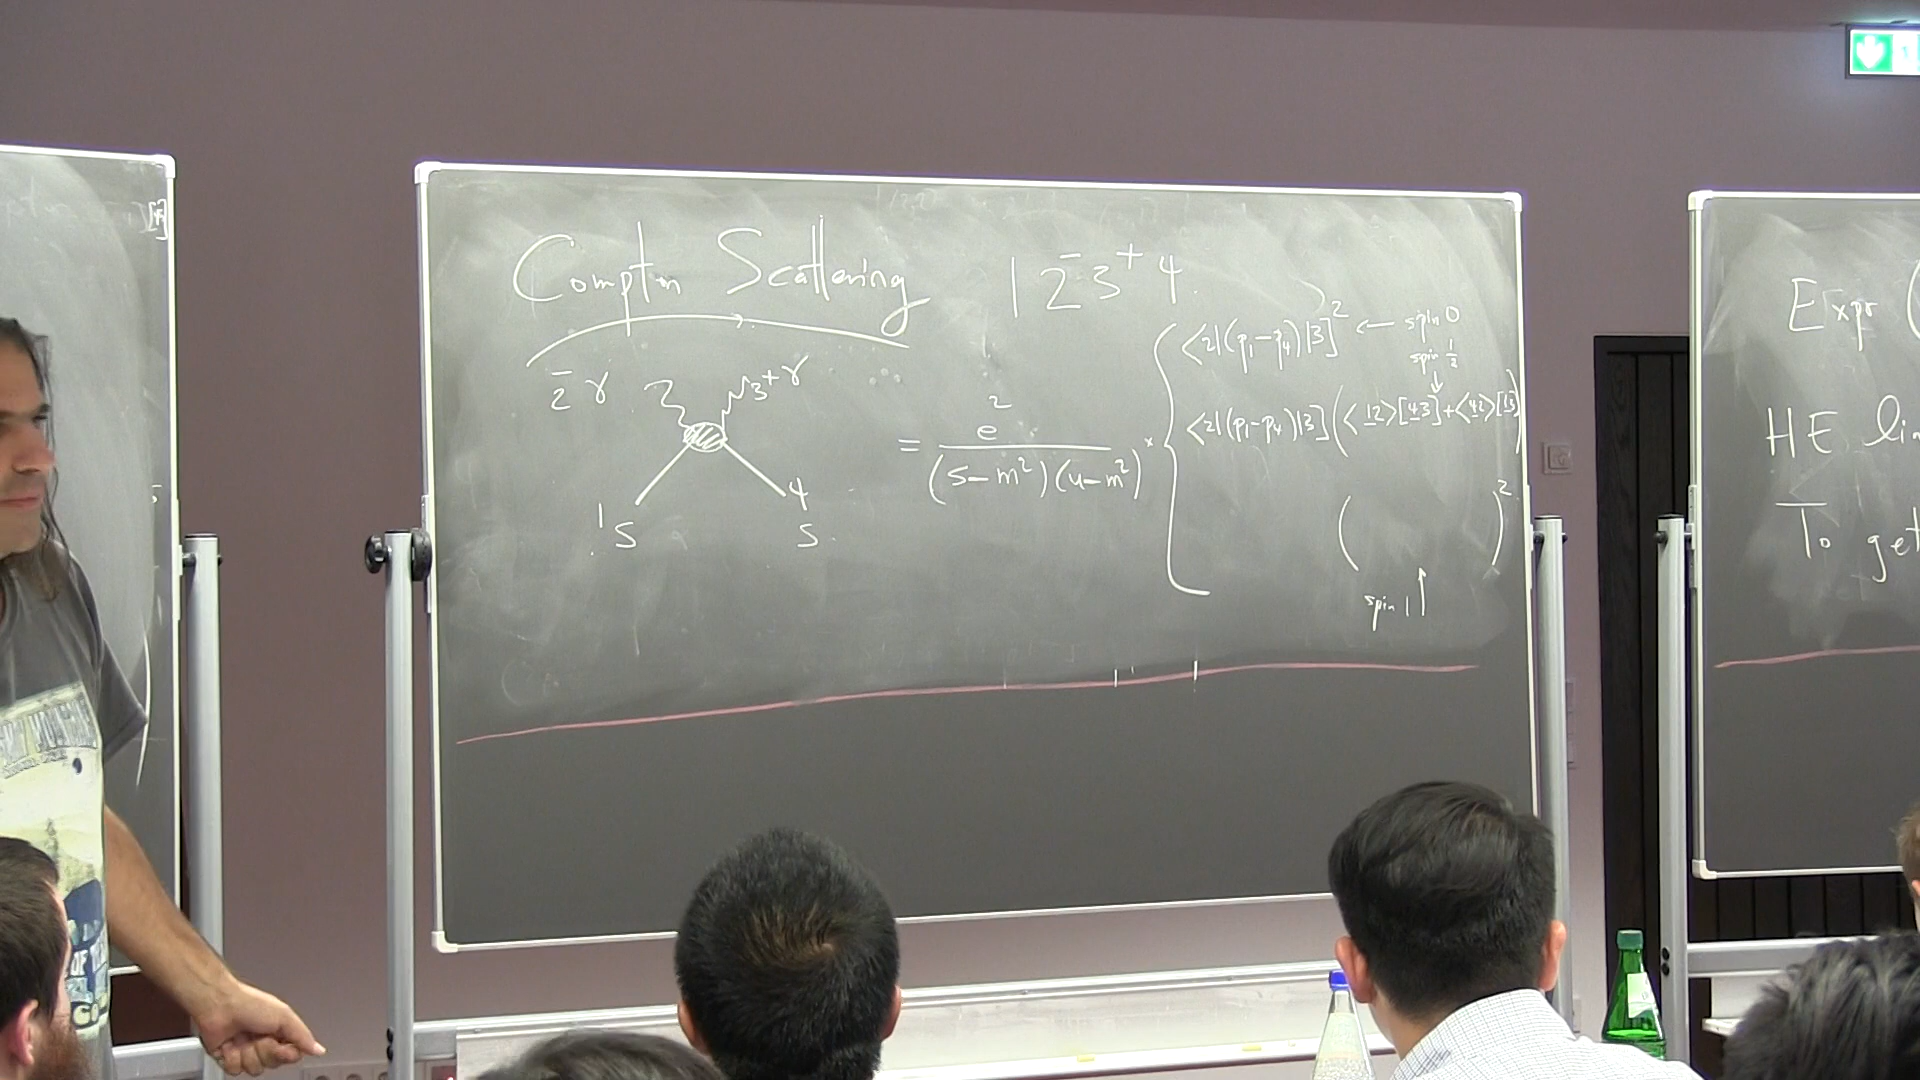 Compton Scattering
1 2⁻ 3⁺ 4
2⁻ γ
3⁺ γ
1
s
4
s
= e² / (s-m²)(u-m²) × {
⟨2|(p₁-p₄)|3]² ← spin 0
spin 1/2
↓
⟨2|(p₁-p₄)|3](⟨12⟩[43]+⟨42⟩[13])
( )²
spin 1 ↑
Expr (
HE lim
To get